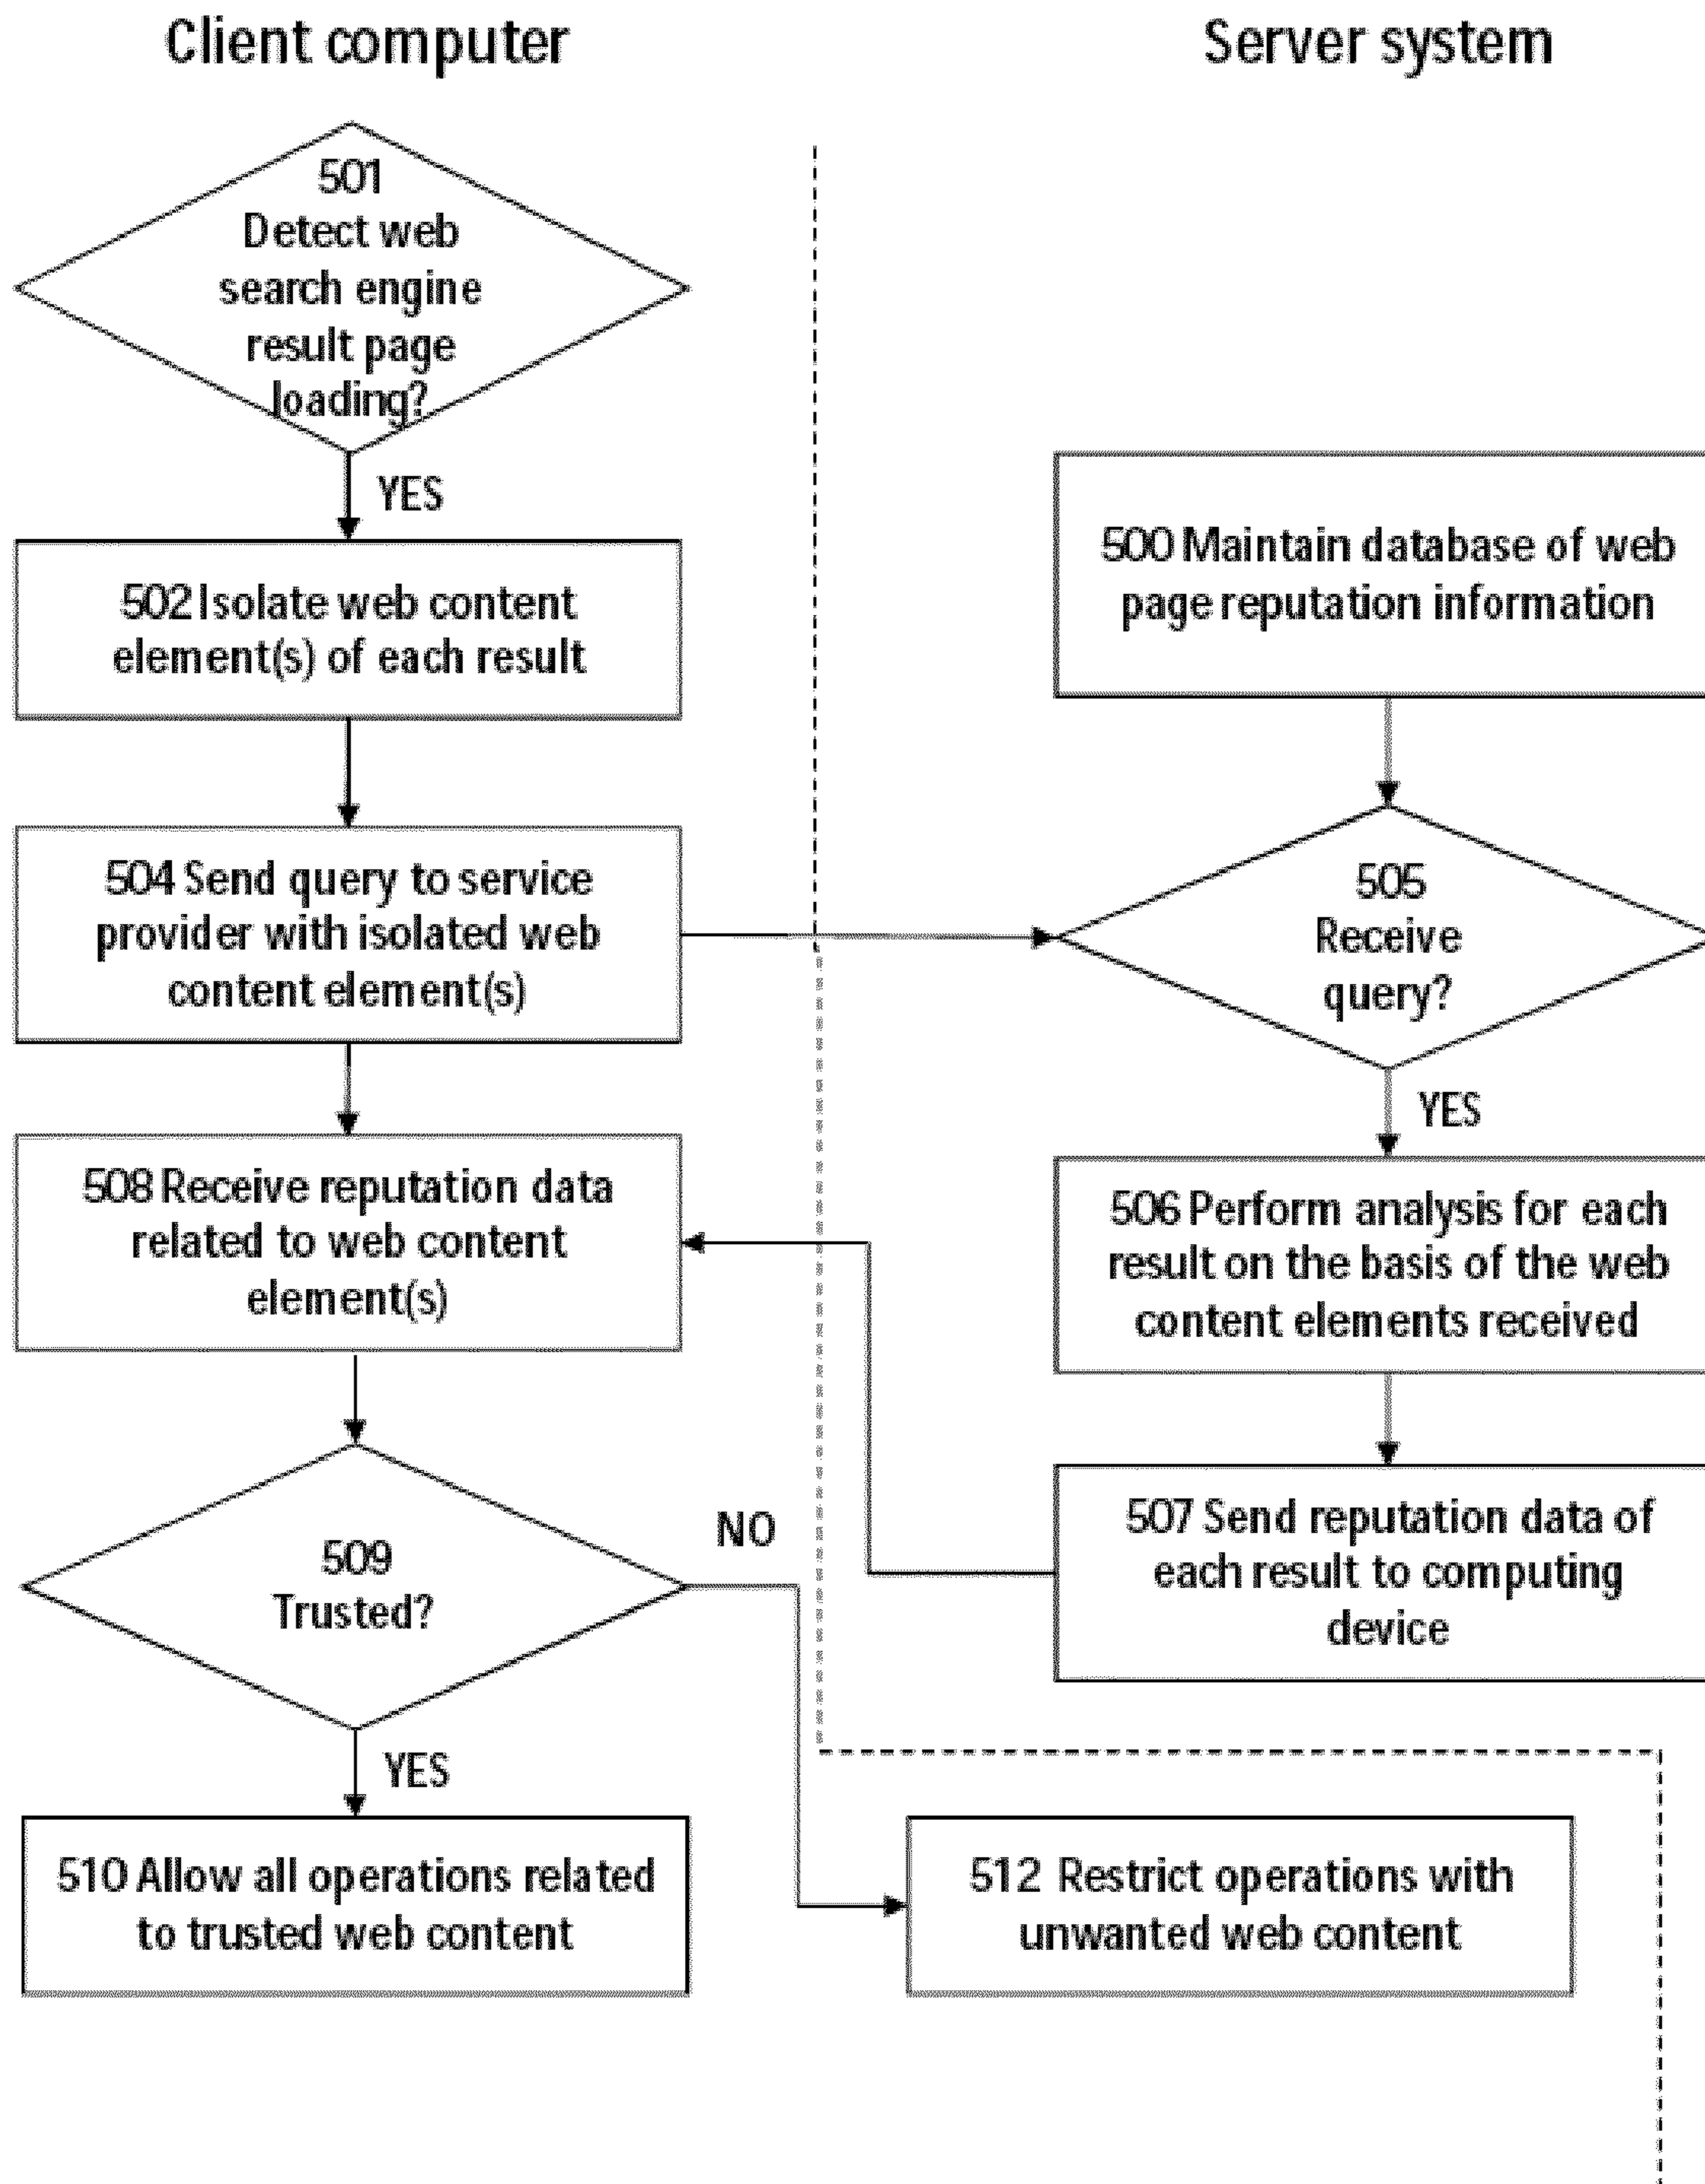 Client computer
Server system
501
Detect web
search engine
result page
loading?
YES
502 Isolate web content
element(s) of each result
504 Send query to service
provider with isolated web
content element(s)
508 Receive reputation data
related to web content
element(s)
509
Trusted?
NO
YES
510 Allow all operations related
to trusted web content
500 Maintain database of web
page reputation information
505
Receive
query?
YES
506 Perform analysis for each
result on the basis of the web
content elements received
507 Send reputation data of
each result to computing
device
512 Restrict operations with
unwanted web content